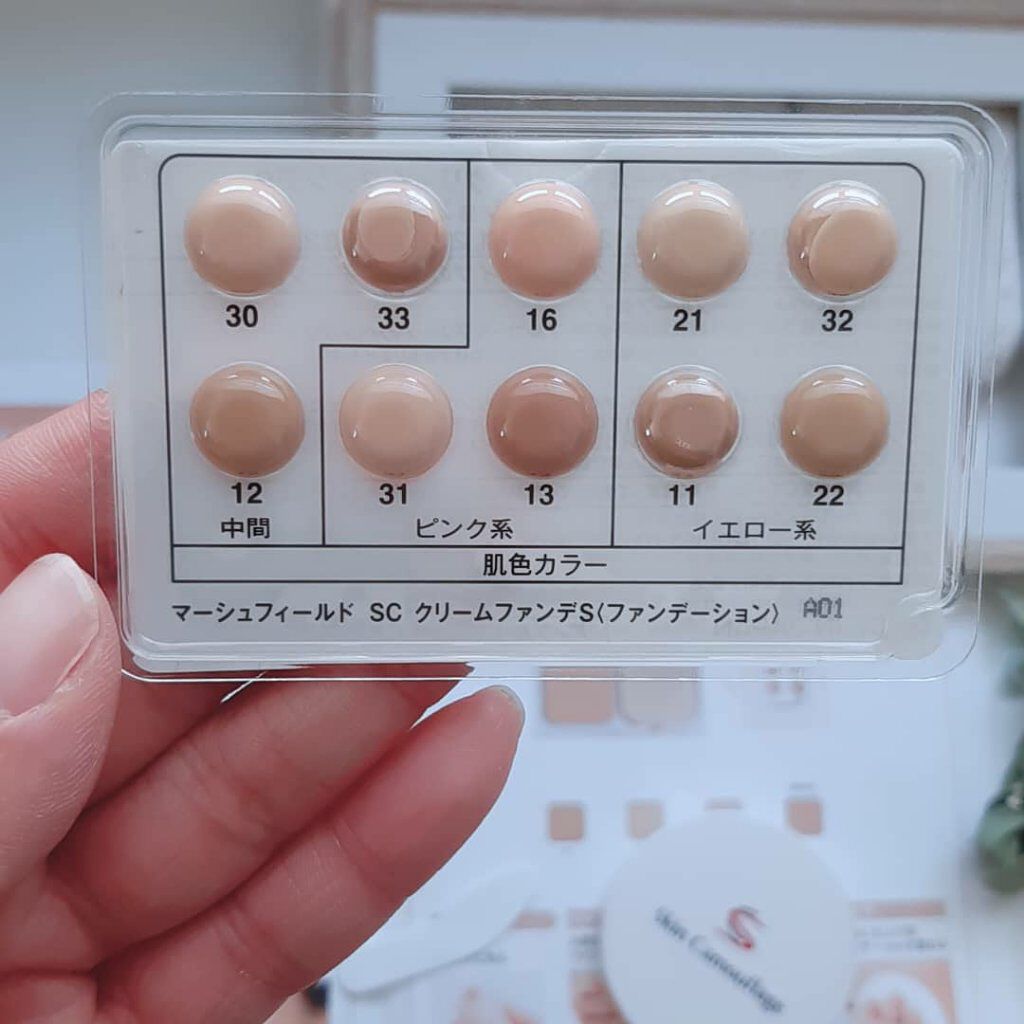 30 33 16 21 32
12 31 13 11 22
中間 ピンク系 イエロー系
肌色カラー
マーシュフィールド SC クリームファンデS〈ファンデーション〉 A01
S
Skin Camouflage